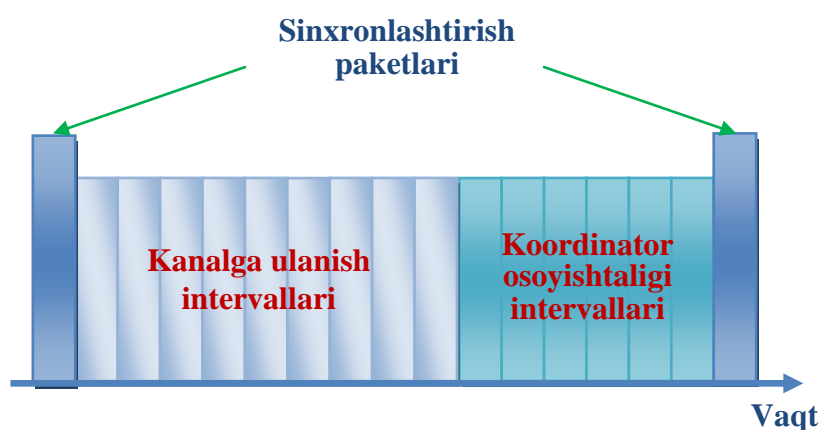 Sinxronlashtirish
paketlari
Kanalga ulanish
intervallari
Koordinator
osoyishtaligi
intervallari
Vaqt